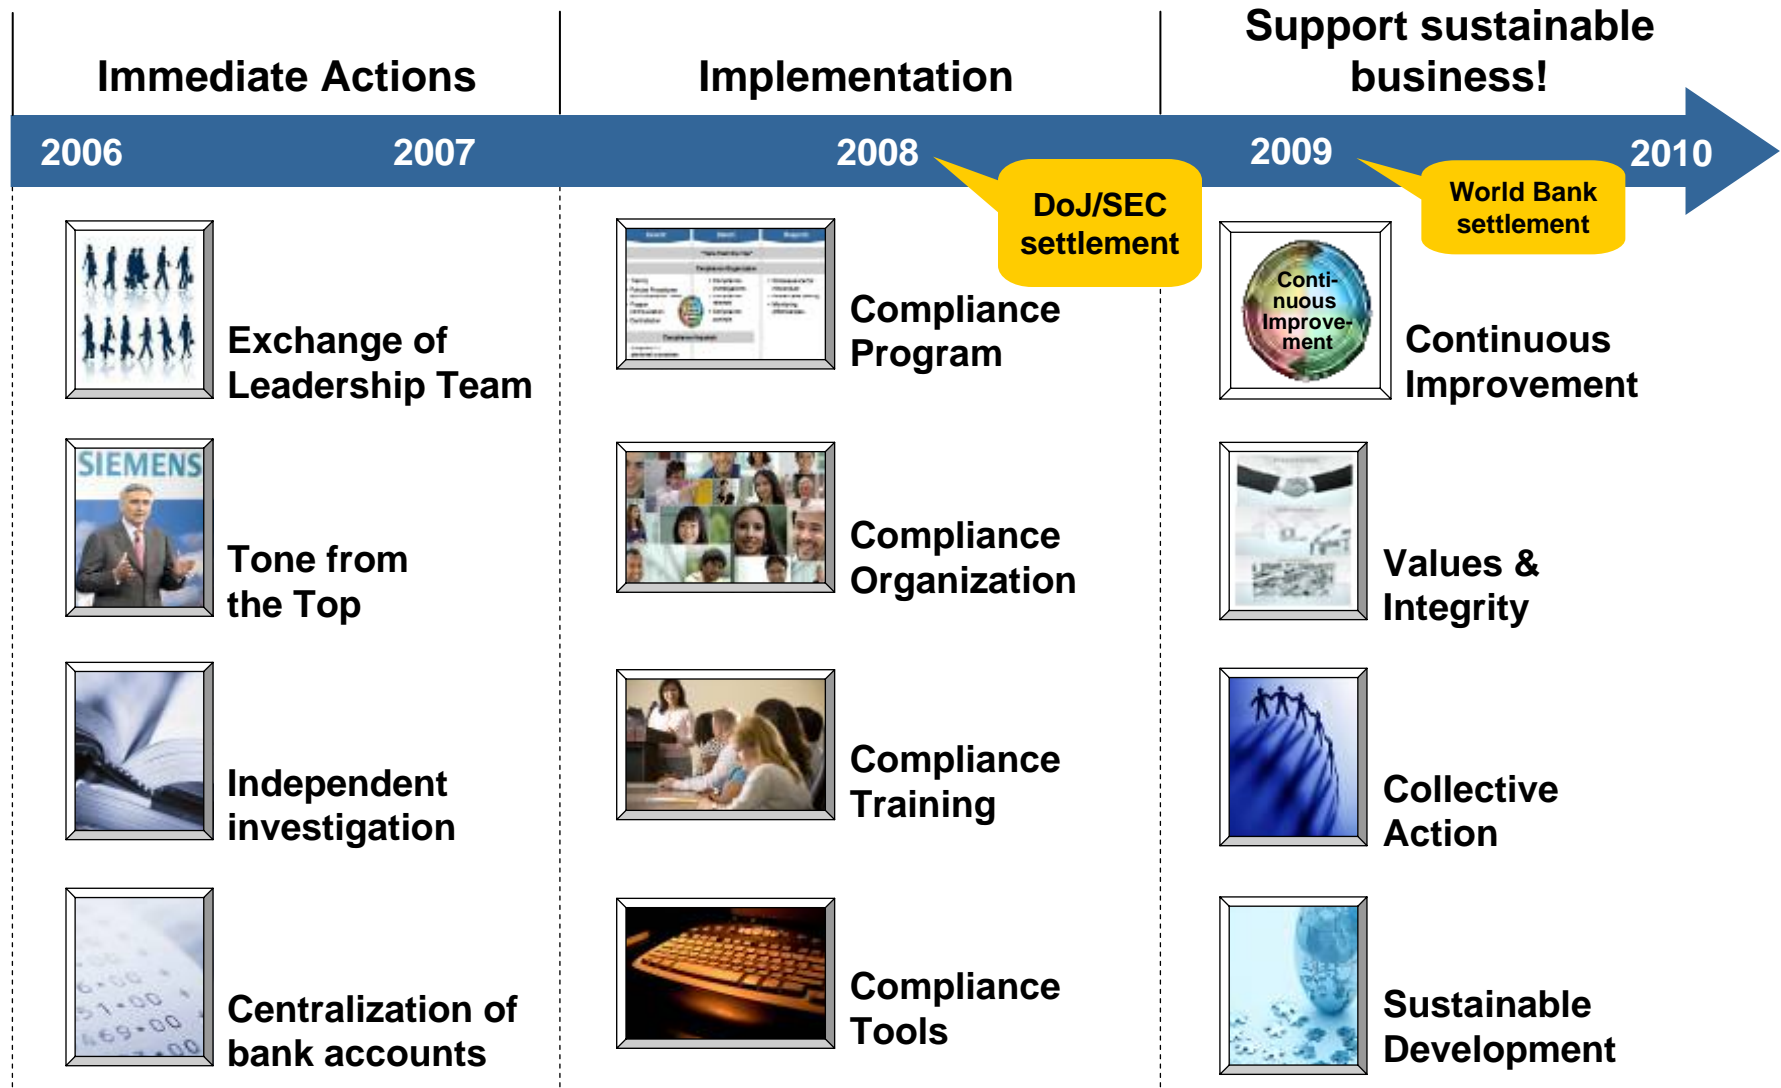 Immediate Actions
Implementation
Support sustainable
business!
2006
2007
2008
2009
2010
DoJ/SEC
settlement
World Bank
settlement
Exchange of
Leadership Team
SIEMENS
Tone from
the Top
Independent
investigation
Centralization of
bank accounts
Compliance
Program
Compliance
Organization
Compliance
Training
Compliance
Tools
Conti-
nuous
Improve-
ment
Continuous
Improvement
Values &
Integrity
Collective
Action
Sustainable
Development